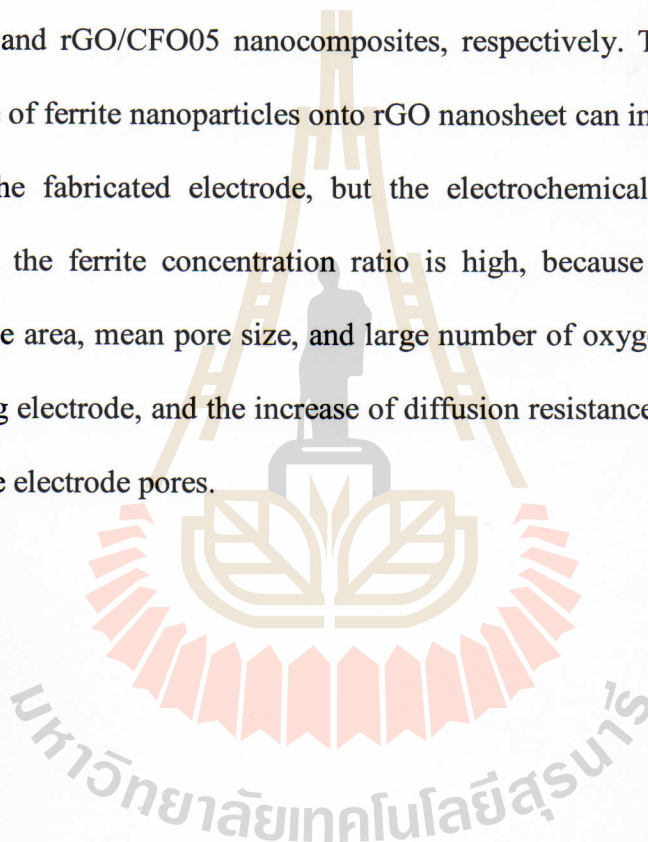 and rGO/CFO05 nanocomposites, respectively.
of ferrite nanoparticles onto rGO nanosheet can
fabricated electrode, but the electrochemical
the ferrite concentration ratio is high, because
area, mean pore size, and large number of
electrode, and the increase of diffusion resistance
electrode pores.
มหาวิทยาลัยเทคโนโลยีสุรนารี